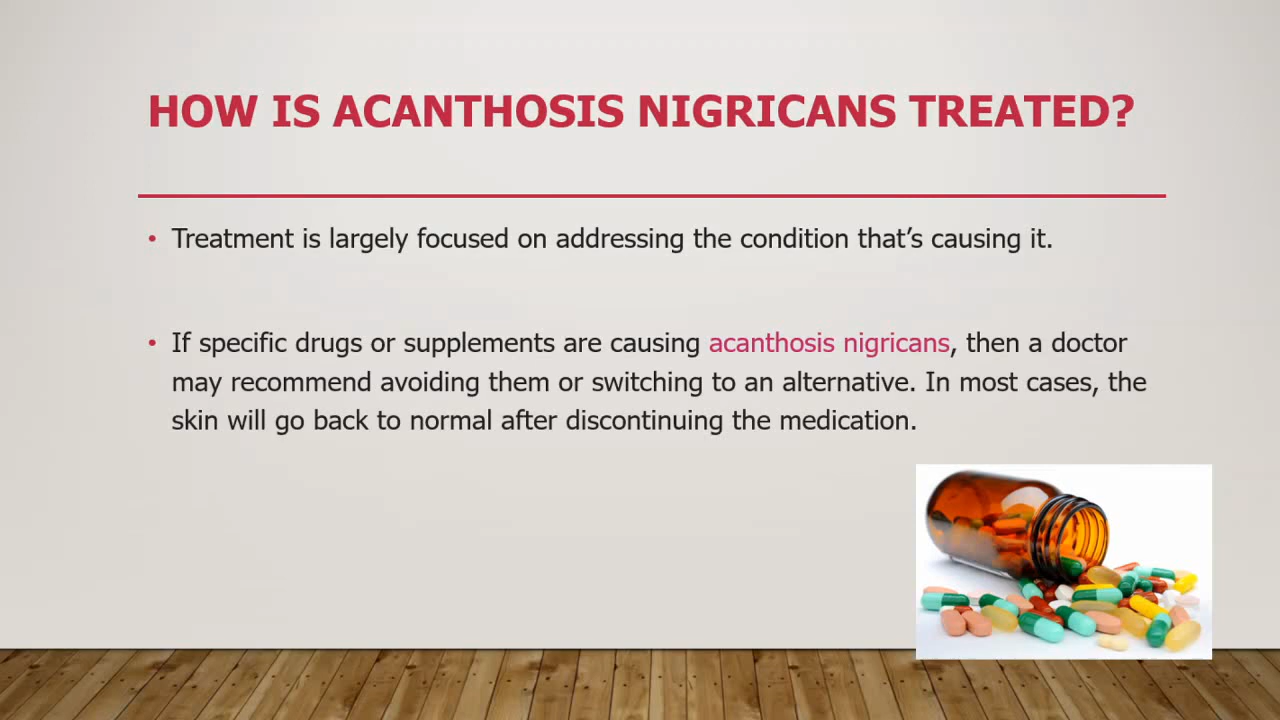 HOW IS ACANTHOSIS NIGRICANS TREATED?
• Treatment is largely focused on addressing the condition that’s causing it.
• If specific drugs or supplements are causing acanthosis nigricans, then a doctor
may recommend avoiding them or switching to an alternative. In most cases, the
skin will go back to normal after discontinuing the medication.